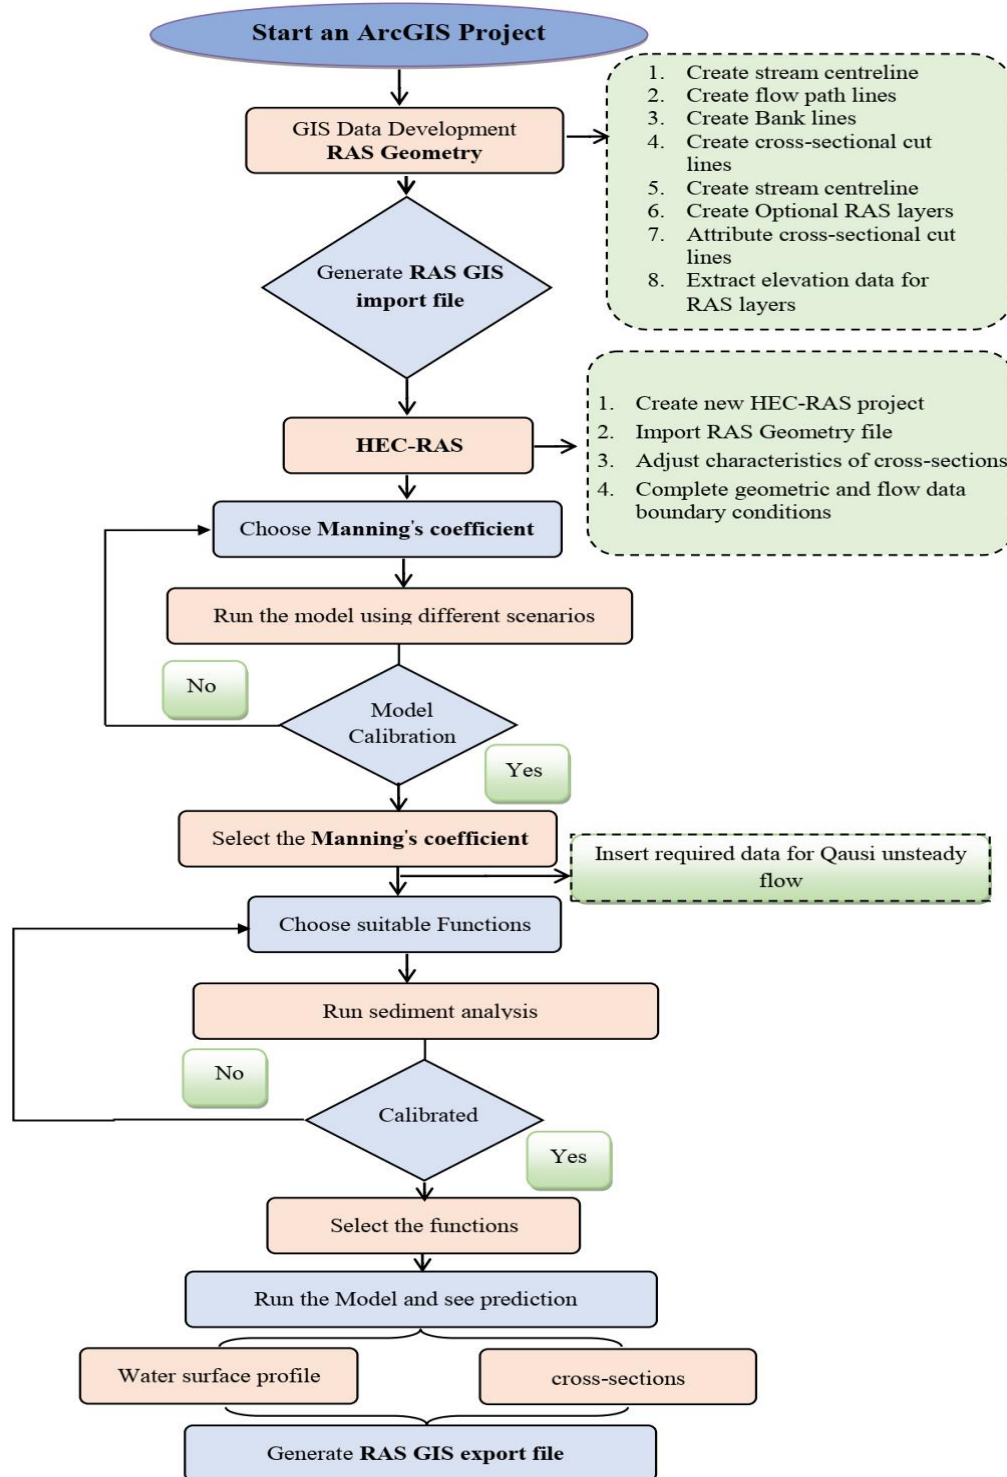 Start an ArcGIS Project
GIS Data Development
RAS Geometry
1. Create stream centreline
2. Create flow path lines
3. Create Bank lines
4. Create cross-sectional cut
lines
5. Create stream centreline
6. Create Optional RAS layers
7. Attribute cross-sectional cut
lines
8. Extract elevation data for
RAS layers
Generate RAS GIS
import file
HEC-RAS
1. Create new HEC-RAS project
2. Import RAS Geometry file
3. Adjust characteristics of cross-sections
4. Complete geometric and flow data
boundary conditions
Choose Manning's coefficient
Run the model using different scenarios
No
Model
Calibration
Yes
Select the Manning's coefficient
Insert required data for Qausi unsteady
flow
Choose suitable Functions
Run sediment analysis
No
Calibrated
Yes
Select the functions
Run the Model and see prediction
Water surface profile
cross-sections
Generate RAS GIS export file